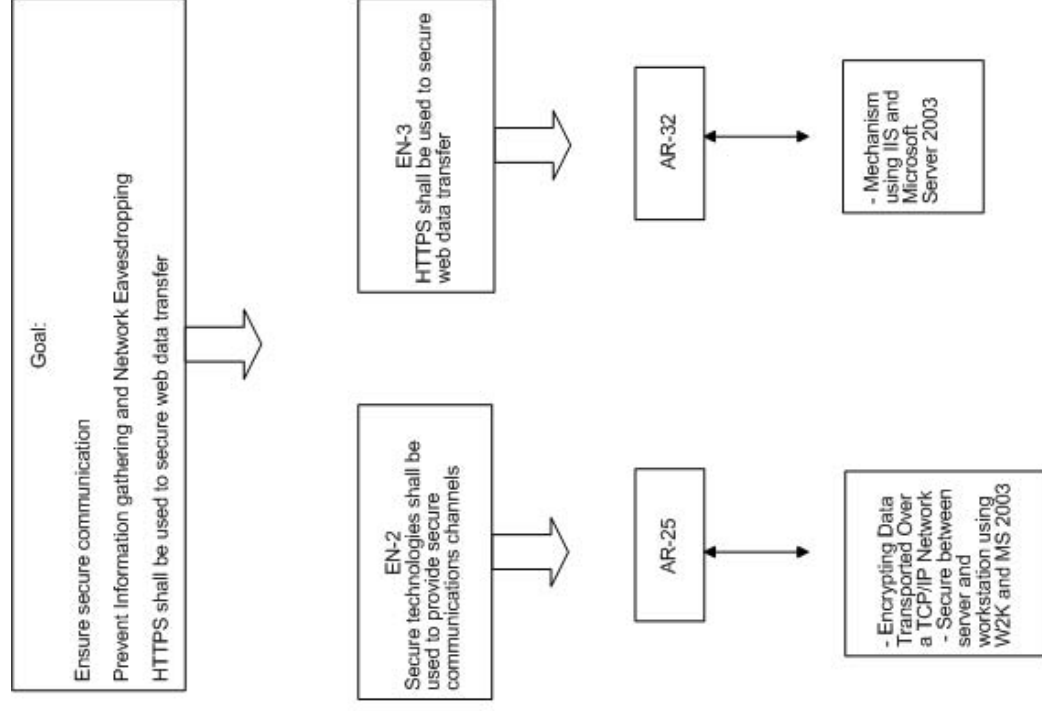 Goal:
Ensure secure communication
Prevent Information gathering and Network Eavesdropping
HTTPS shall be used to secure web data transfer
EN-2
Secure technologies shall be
used to provide secure
communications channels
EN-3
HTTPS shall be used to secure
web data transfer
AR-25
AR-32
- Encrypting Data
Transported Over
a TCP/IP Network
- Secure between
server and
workstation using
W2K and MS 2003
- Mechanism
using IIS and
Microsoft
Server 2003